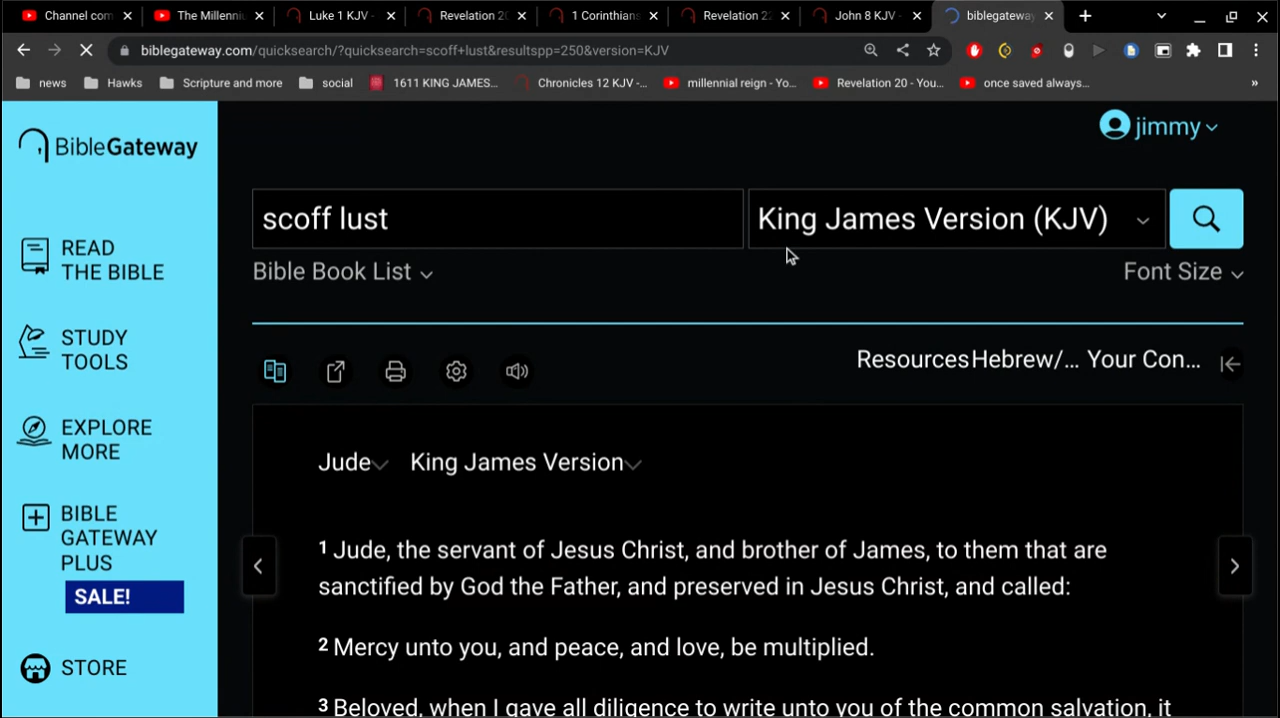 Channel com
The Millenni
Luke 1 KJV -
Revelation 20
1 Corinthians
Revelation 22
John 8 KJV -
biblegateway
biblegateway.com/quicksearch/?quicksearch=scoff+lust&resultspp=250&version=KJV
news Hawks Scripture and more social 1611 KING JAMES... Chronicles 12 KJV -... millennial reign - Yo... Revelation 20 - You... once saved always... »
BibleGateway
jimmy
scoff lust King James Version (KJV)
Bible Book List Font Size
READ
THE BIBLE
STUDY
TOOLS
EXPLORE
MORE
BIBLE
GATEWAY
PLUS
SALE!
STORE
Resources Hebrew/... Your Con...
Jude King James Version
1 Jude, the servant of Jesus Christ, and brother of James, to them that are
sanctified by God the Father, and preserved in Jesus Christ, and called:
2 Mercy unto you, and peace, and love, be multiplied.
3 Beloved, when I gave all diligence to write unto you of the common salvation, it